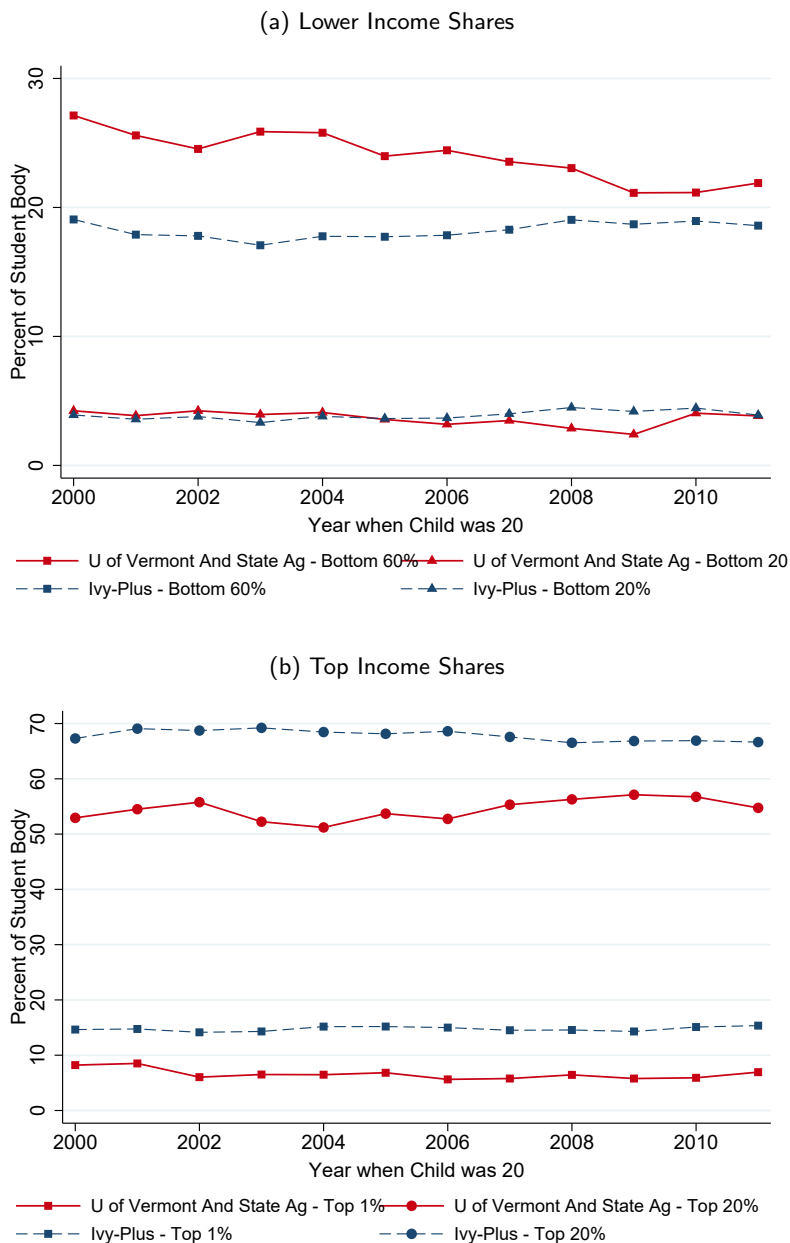 (a) Lower Income Shares
30
20
10
0
Percent of Student Body
2000 2002 2004 2006 2008 2010
Year when Child was 20
U of Vermont And State Ag - Bottom 60% U of Vermont And State Ag - Bottom 20
Ivy-Plus - Bottom 60% Ivy-Plus - Bottom 20%
(b) Top Income Shares
70
60
50
40
30
20
10
0
Percent of Student Body
2000 2002 2004 2006 2008 2010
Year when Child was 20
U of Vermont And State Ag - Top 1% U of Vermont And State Ag - Top 20%
Ivy-Plus - Top 1% Ivy-Plus - Top 20%